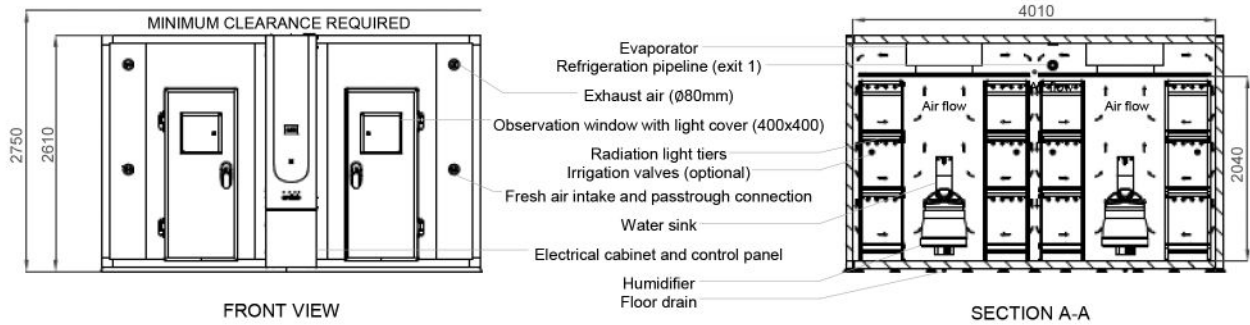 MINIMUM CLEARANCE REQUIRED
2750
2610
FRONT VIEW
Evaporator
Refrigeration pipeline (exit 1)
Exhaust air (Ø80mm)
Observation window with light cover (400x400)
Radiation light tiers
Irrigation valves (optional)
Fresh air intake and passtrough connection
Water sink
Electrical cabinet and control panel
Humidifier
Floor drain
4010
Air flow
Air flow
Air flow
2040
SECTION A-A